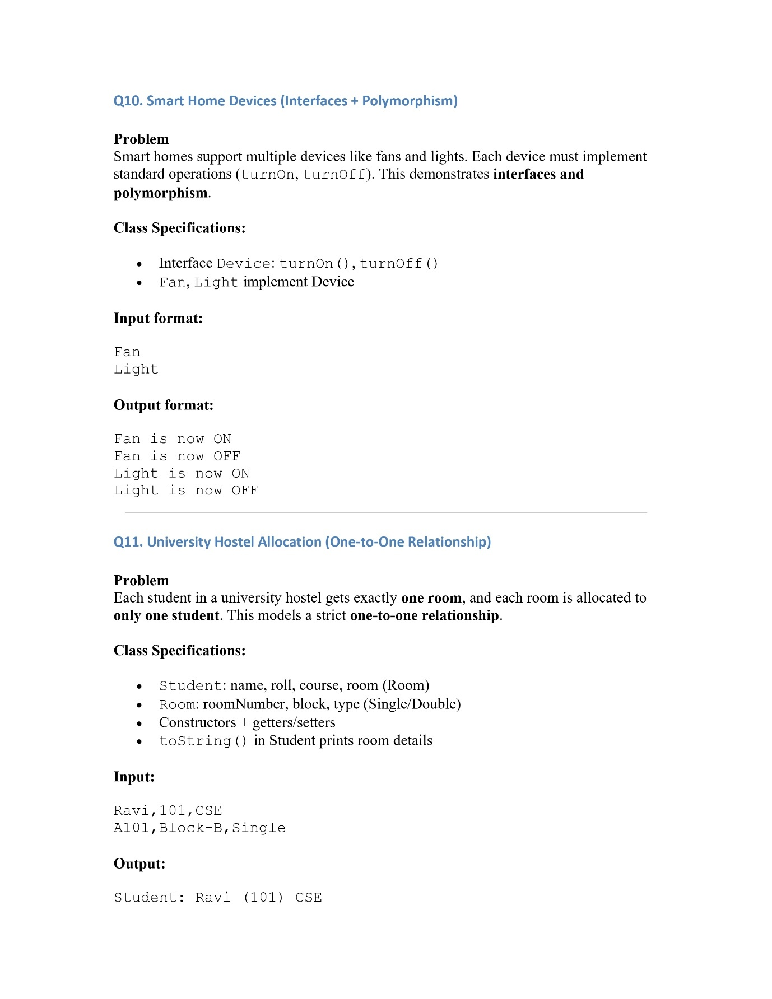 Q10. Smart Home Devices (Interfaces + Polymorphism)
Problem
Smart homes support multiple devices like fans and lights. Each device must implement
standard operations (turnOn, turnOff). This demonstrates interfaces and
polymorphism.
Class Specifications:
• Interface Device: turnOn(), turnOff()
• Fan, Light implement Device
Input format:
Fan
Light
Output format:
Fan is now ON
Fan is now OFF
Light is now ON
Light is now OFF
Q11. University Hostel Allocation (One-to-One Relationship)
Problem
Each student in a university hostel gets exactly one room, and each room is allocated to
only one student. This models a strict one-to-one relationship.
Class Specifications:
• Student: name, roll, course, room (Room)
• Room: roomNumber, block, type (Single/Double)
• Constructors + getters/setters
• toString() in Student prints room details
Input:
Ravi,101,CSE
A101,Block-B,Single
Output:
Student: Ravi (101) CSE